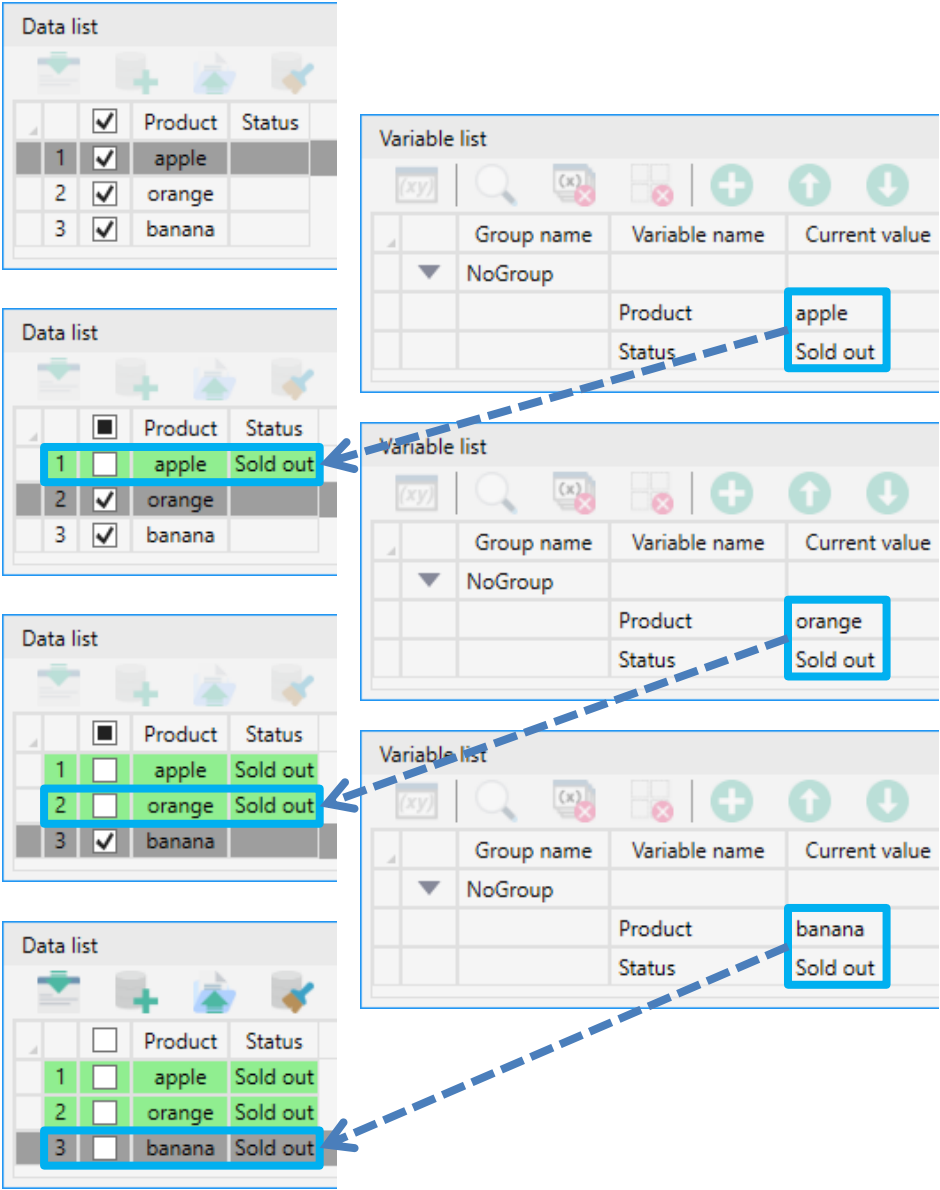 Data list
Product Status
1 apple
2 orange
3 banana
Variable list
(xy) (x)
Group name Variable name Current value
NoGroup
Product apple
Status Sold out
Data list
Product Status
1 apple Sold out
2 orange
3 banana
Variable list
(xy) (x)
Group name Variable name Current value
NoGroup
Product orange
Status Sold out
Data list
Product Status
1 apple Sold out
2 orange Sold out
3 banana
Variable list
(xy) (x)
Group name Variable name Current value
NoGroup
Product banana
Status Sold out
Data list
Product Status
1 apple Sold out
2 orange Sold out
3 banana Sold out